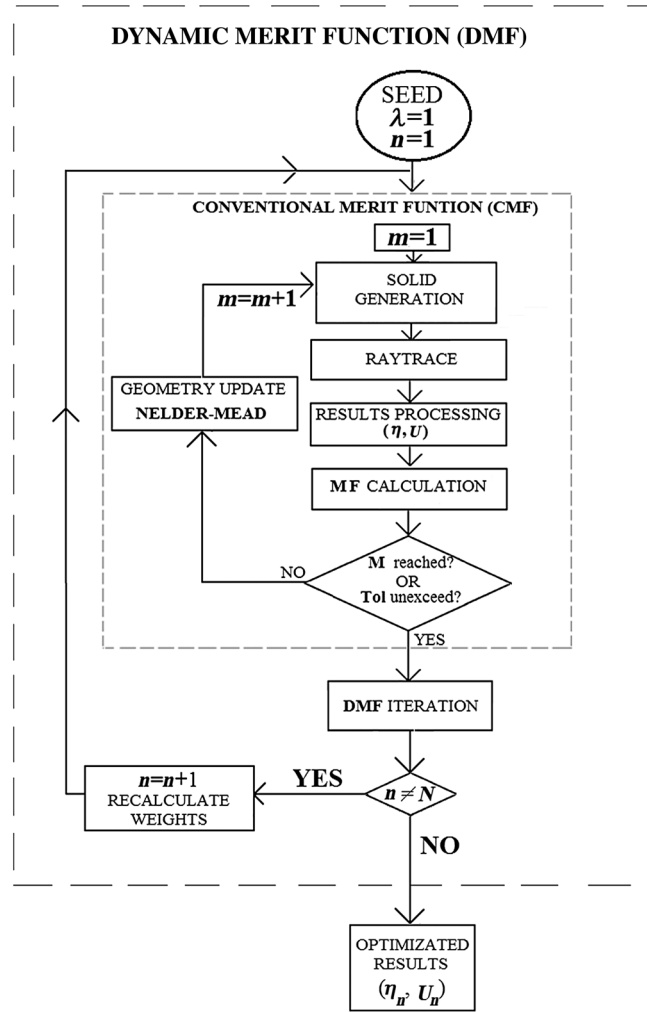 DYNAMIC MERIT FUNCTION (DMF)
SEED
λ=1
n=1
CONVENTIONAL MERIT FUNTION (CMF)
m=1
SOLID
GENERATION
m=m+1
RAYTRACE
GEOMETRY UPDATE
NELDER-MEAD
RESULTS PROCESSING
(η,U)
MF CALCULATION
M reached?
OR
Tol unexceed?
NO
YES
DMF ITERATION
n≠N
YES
n=n+1
RECALCULATE
WEIGHTS
NO
OPTIMIZATED
RESULTS
(ηn, Un)